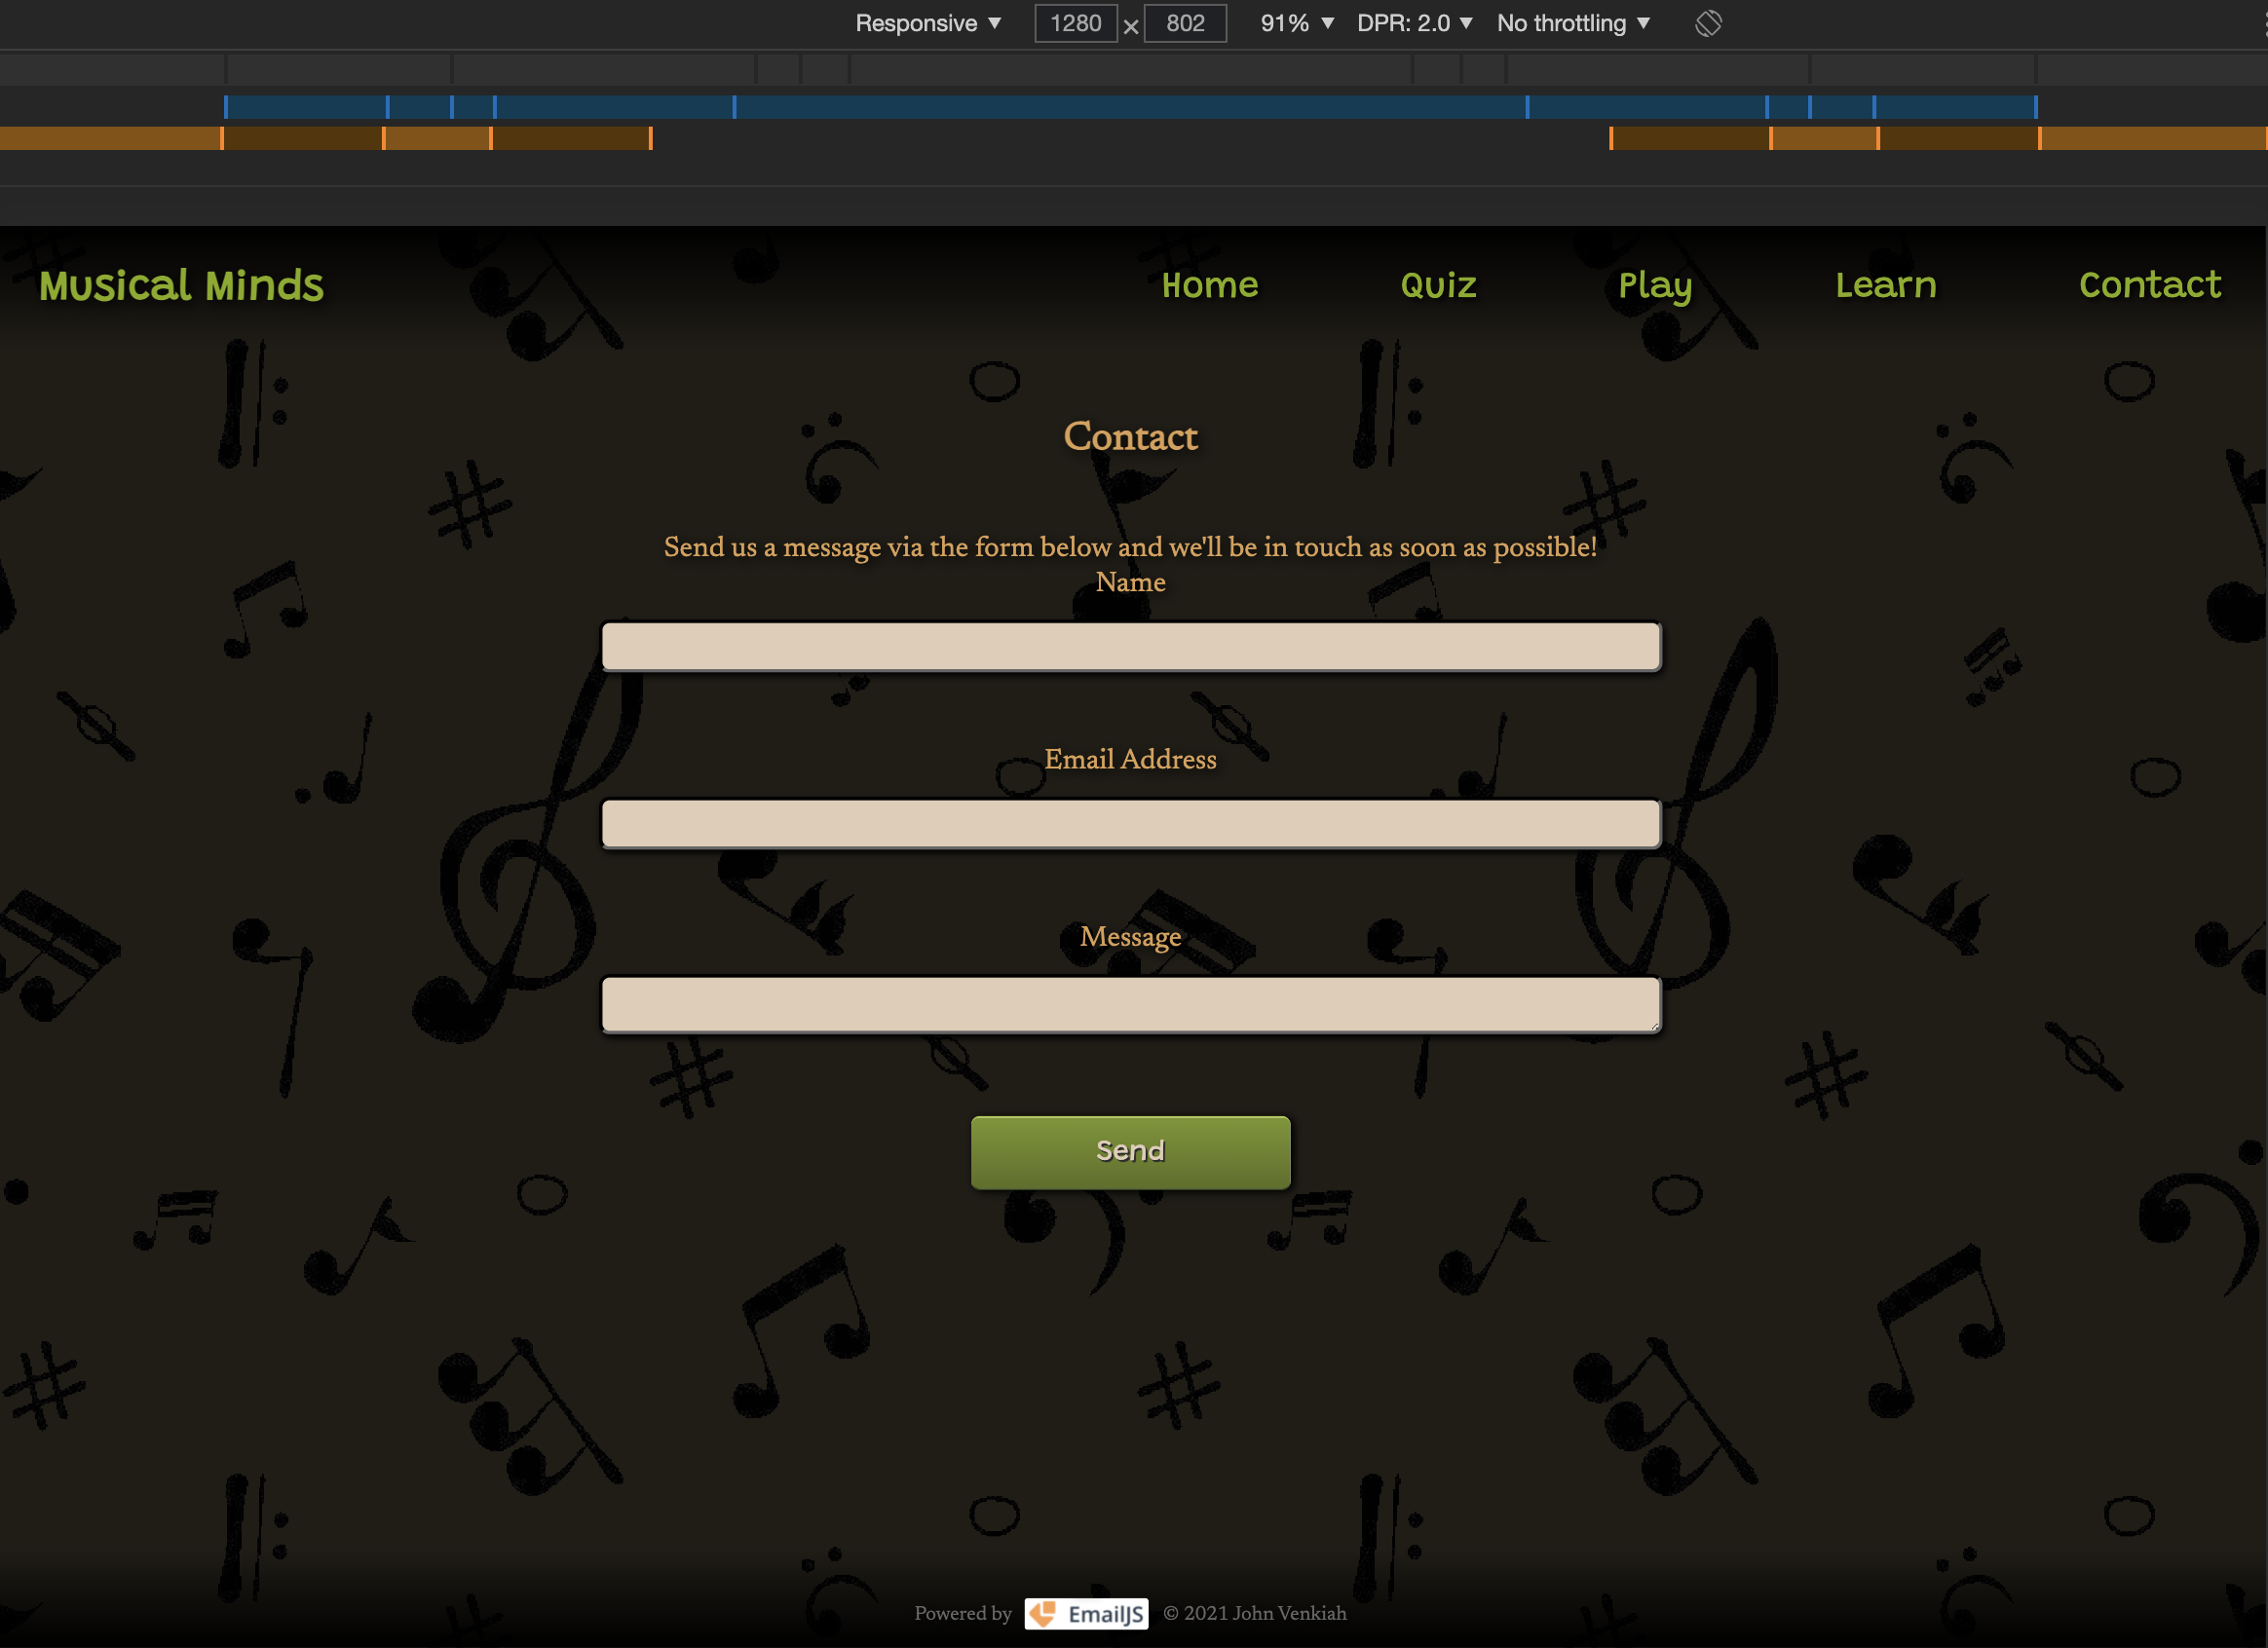 Responsive ▼ 1280 × 802 91% ▼ DPR: 2.0 ▼ No throttling ▼
Musical Minds Home Quiz Play Learn Contact
Contact
Send us a message via the form below and we'll be in touch as soon as possible!
Name
Email Address
Message
Send
Powered by EmailJS © 2021 John Venkiah